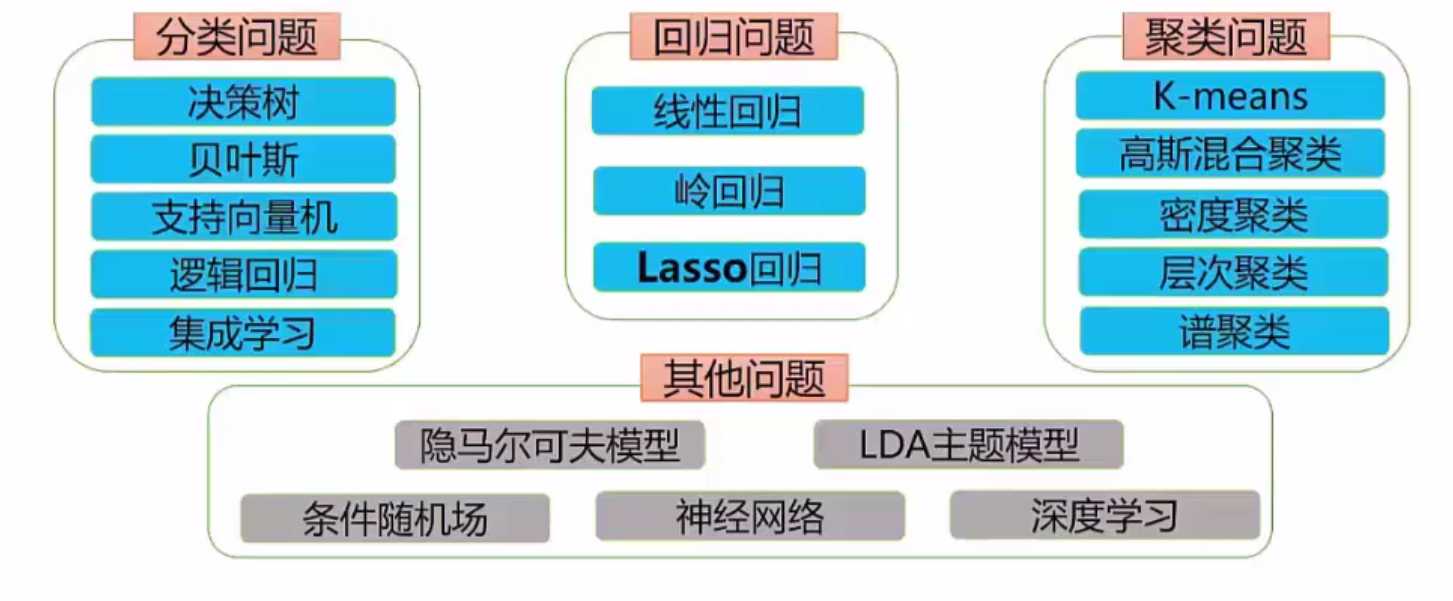 分类问题
决策树
贝叶斯
支持向量机
逻辑回归
集成学习
回归问题
线性回归
岭回归
Lasso回归
聚类问题
K-means
高斯混合聚类
密度聚类
层次聚类
谱聚类
其他问题
隐马尔可夫模型
LDA主题模型
条件随机场
神经网络
深度学习